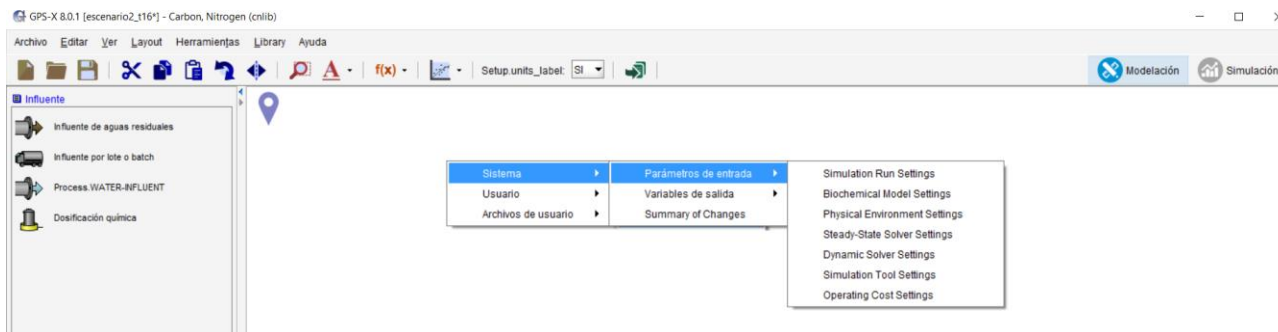 GPS-X 8.0.1 [escenario2_t16*] - Carbon, Nitrogen (cnlib)
Archivo Editar Ver Layout Herramientas Library Ayuda
f(x) Setup.units_label: SI Modelación Simulación
Influente
Influente de aguas residuales
Influente por lote o batch
Process.WATER-INFLUENT
Dosificación química
Sistema
Usuario
Archivos de usuario
Parámetros de entrada
Variables de salida
Summary of Changes
Simulation Run Settings
Biochemical Model Settings
Physical Environment Settings
Steady-State Solver Settings
Dynamic Solver Settings
Simulation Tool Settings
Operating Cost Settings